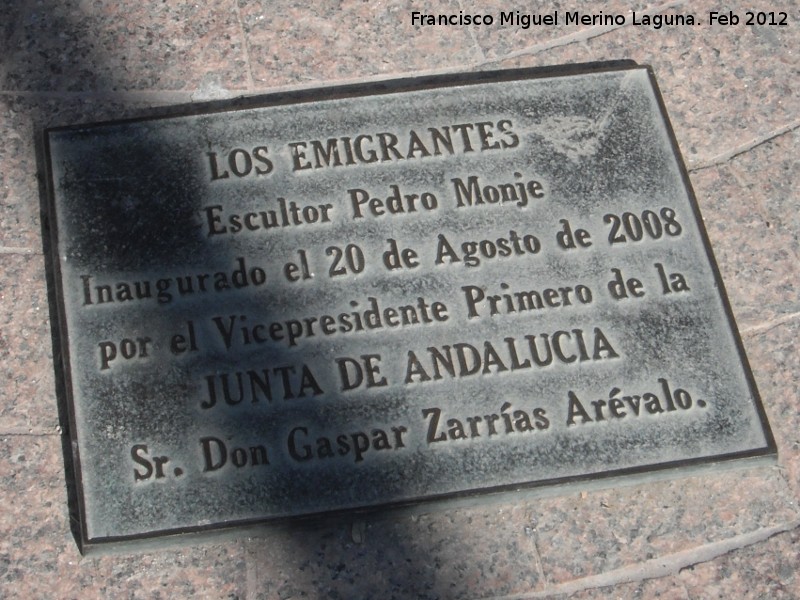 Francisco Miguel Merino Laguna. Feb 2012
LOS EMIGRANTES
Escultor Pedro Monje
Inaugurado el 20 de Agosto de 2008
por el Vicepresidente Primero de la
JUNTA DE ANDALUCIA
Sr. Don Gaspar Zarrías Arévalo.